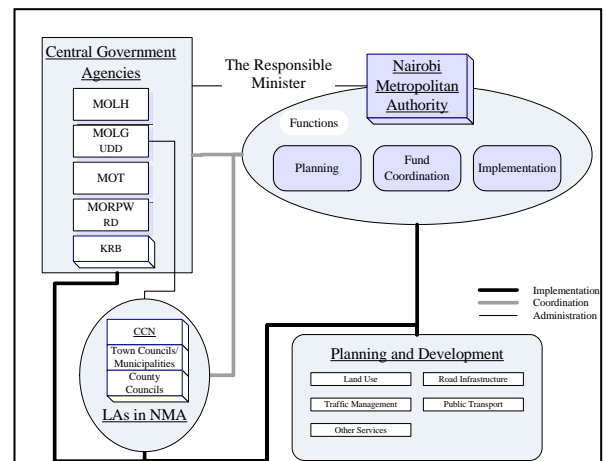 Central Government
Agencies
MOLH
MOLG
UDD
MOT
MORPW
RD
KRB
The Responsible
Minister
Nairobi
Metropolitan
Authority
Functions
Planning
Fund
Coordination
Implementation
Implementation
Coordination
Administration
CCN
Town Councils/
Municipalities
County
Councils
LAs in NMA
Planning and Development
Land Use
Road Infrastructure
Traffic Management
Public Transport
Other Services